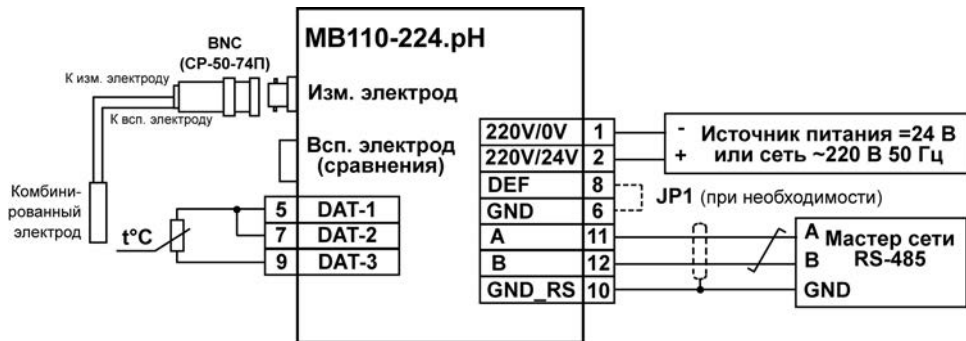 BNC
(СР-50-74П)
К изм. электроду
К всп. электроду
Комбини-
рованный
электрод
t°C
МВ110-224.pH
Изм. электрод
Всп. электрод
(сравнения)
5 DAT-1
7 DAT-2
9 DAT-3
220V/0V 1
220V/24V 2
DEF 8
GND 6
A 11
B 12
GND_RS 10
- Источник питания =24 В
+ или сеть ~220 В 50 Гц
JP1 (при необходимости)
A Мастер сети
B RS-485
GND